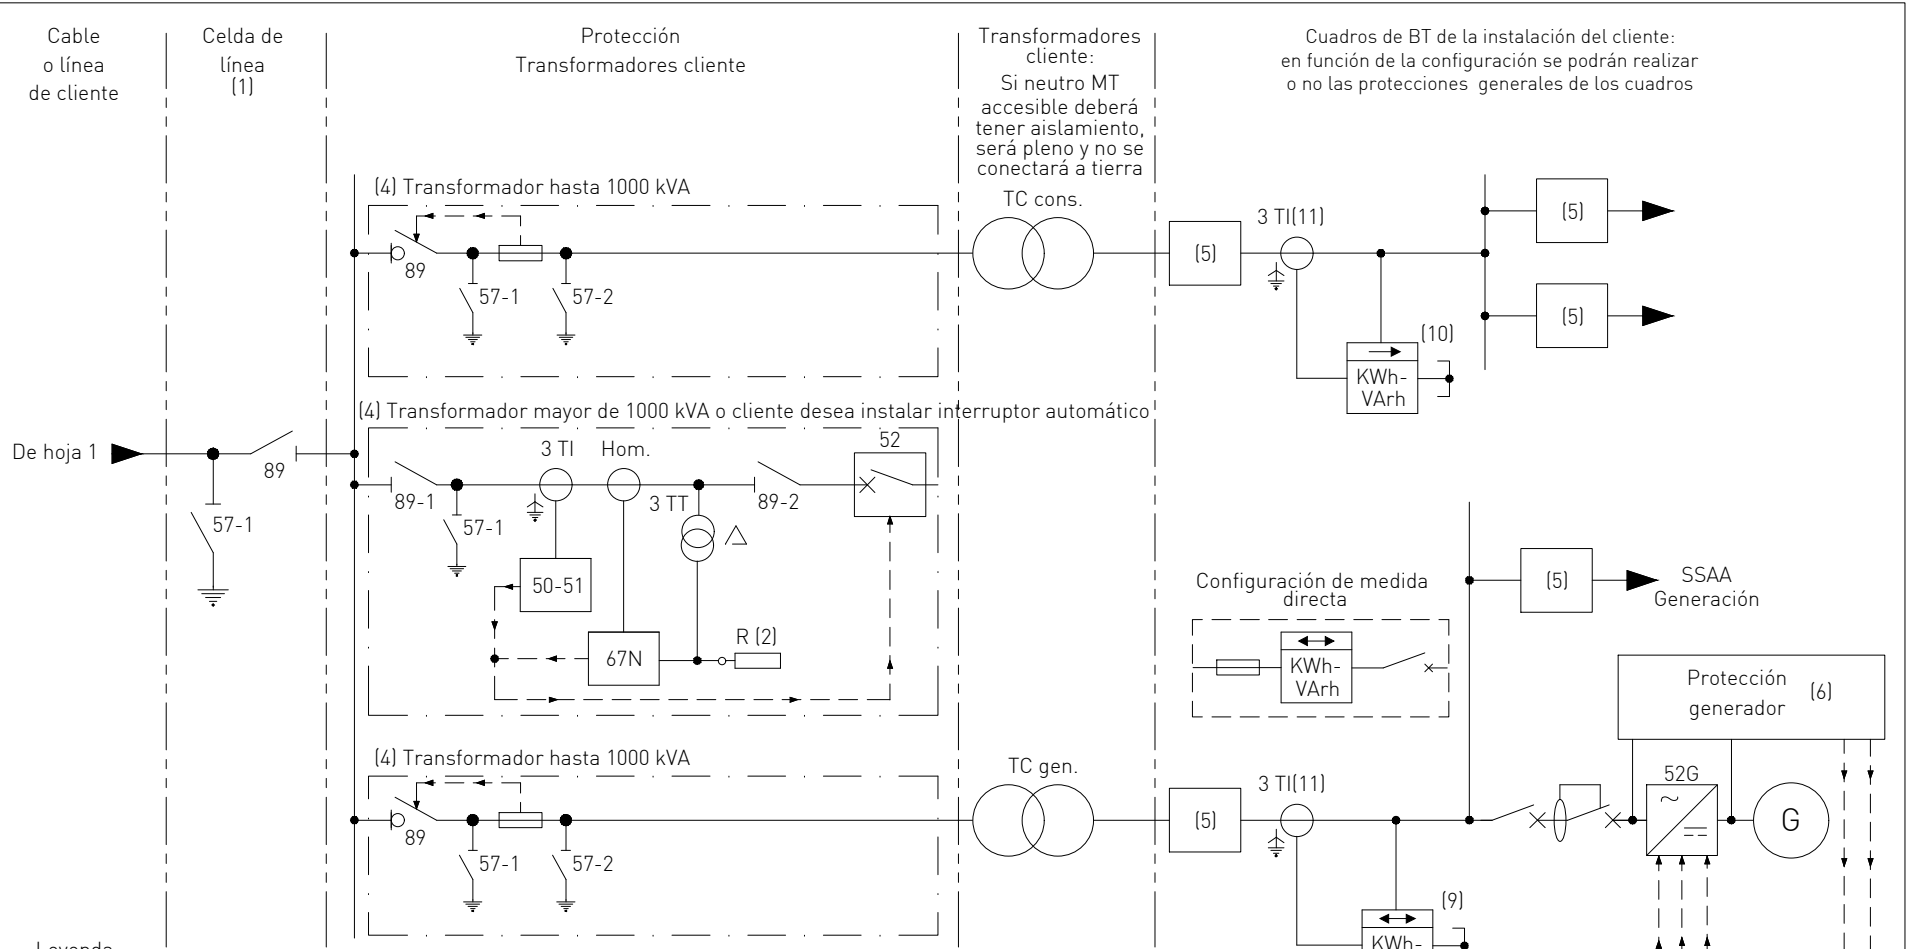 Cable
o línea
de cliente
Celda de
línea
(1)
Protección
Transformadores cliente
Transformadores
cliente:
Si neutro MT
accesible deberá
tener aislamiento,
será pleno y no se
conectará a tierra
Cuadros de BT de la instalación del cliente:
en función de la configuración se podrán realizar
o no las protecciones generales de los cuadros
(4) Transformador hasta 1000 kVA
89
57-1
57-2
TC cons.
(5)
3 TI(11)
(5)
(5)
(10)
KWh-
VArh
(4) Transformador mayor de 1000 kVA o cliente desea instalar interruptor automático
De hoja 1
89
57-1
89-1
57-1
3 TI
Hom.
3 TT
89-2
52
50-51
67N
R (2)
Configuración de medida
directa
KWh-
VArh
(5)
SSAA
Generación
Protección
generador
(6)
(4) Transformador hasta 1000 kVA
89
57-1
57-2
TC gen.
(5)
3 TI(11)
52G
G
(9)
KWh-
Leyenda